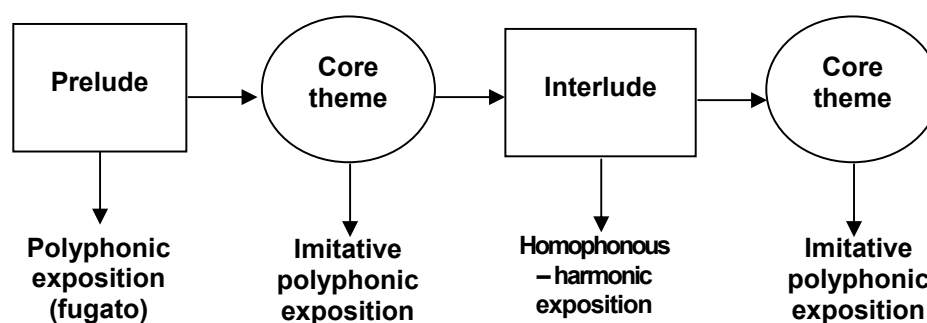 Prelude
Core
theme
Interlude
Core
theme
Polyphonic
exposition
(fugato)
Imitative
polyphonic
exposition
Homophonous
– harmonic
exposition
Imitative
polyphonic
exposition